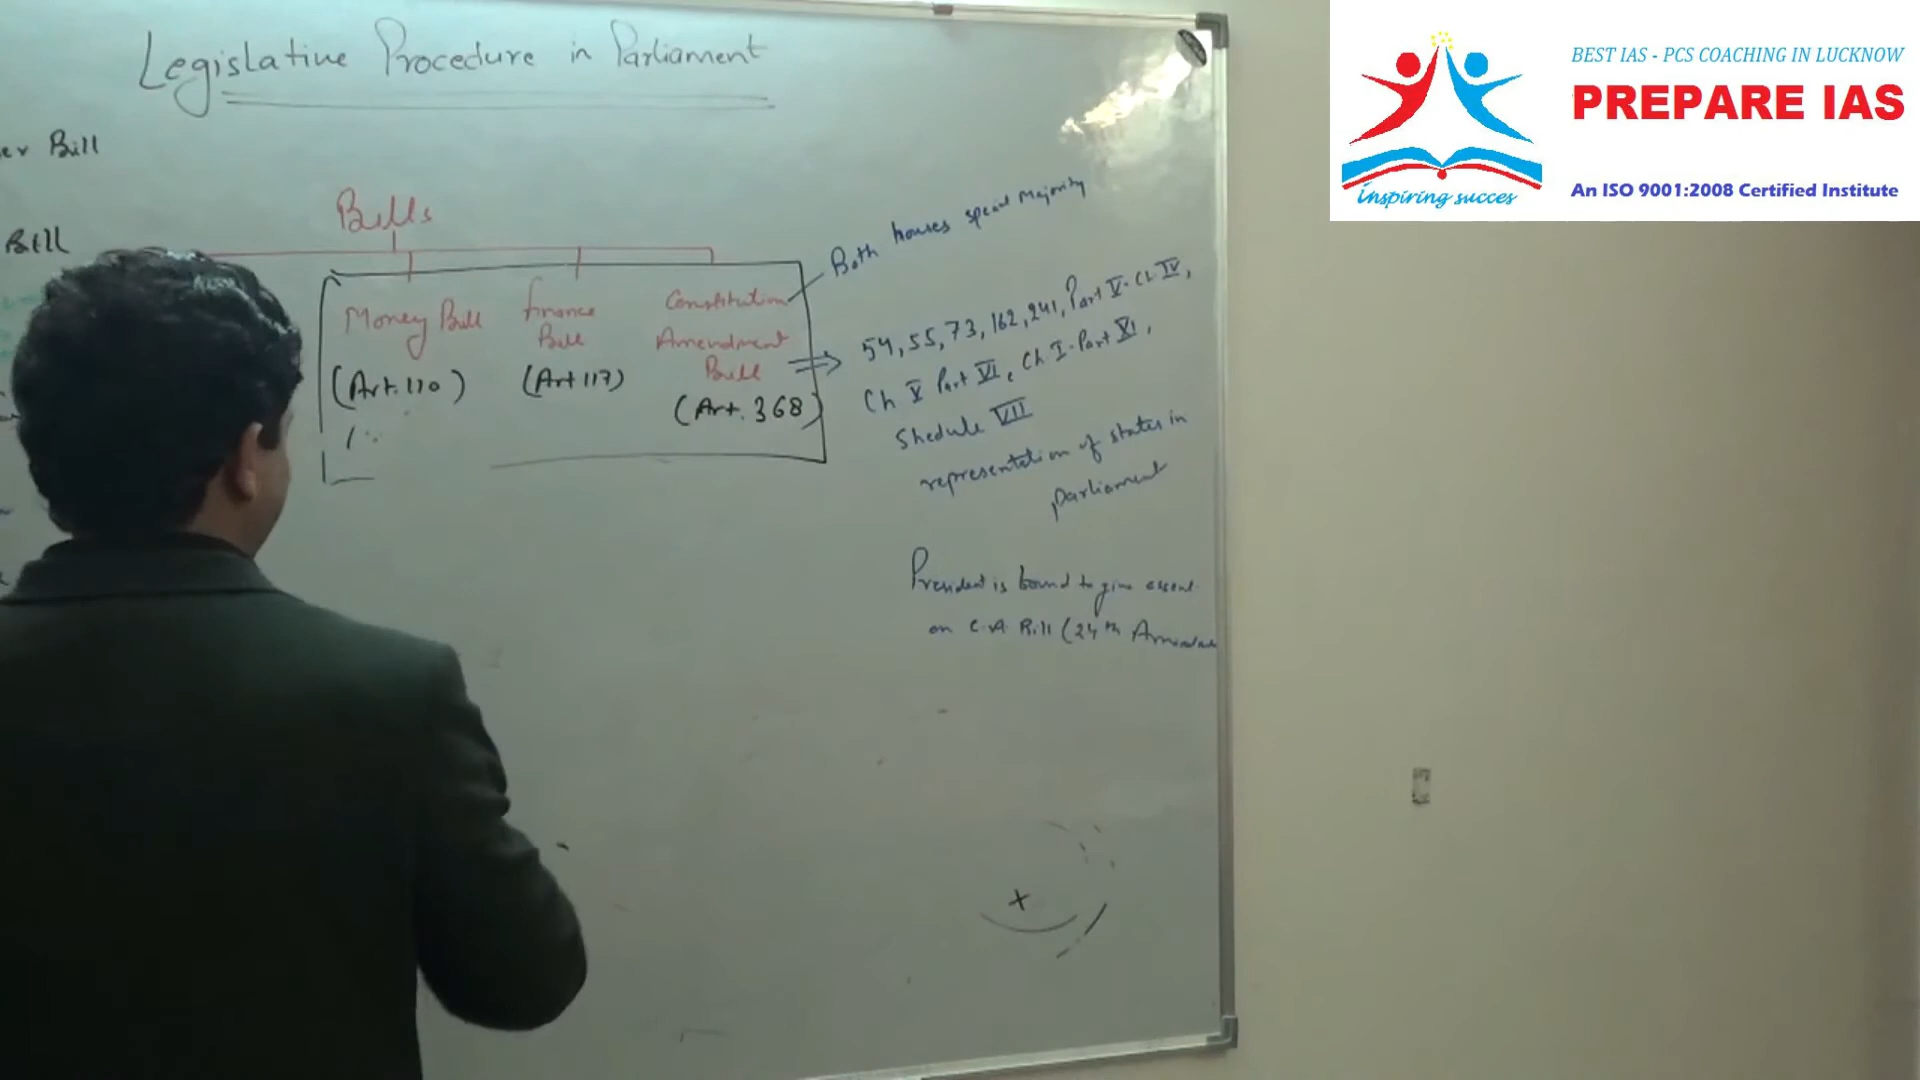 Legislative Procedure in Parliament
er Bill
Bill
Bills
Money Bill
(Art. 110)
finance
Bill
(Art 117)
Constitution
Amendment
Bill
(Art. 368)
Both houses special Majority
54, 55, 73, 162, 241, Part V-Ch IV,
Ch V Part VI, Ch I-Part XI,
Shedule VII
representation of states in
parliament
President is bound to give assent
on C.A Bill (24th
BEST IAS - PCS COACHING IN LUCKNOW
PREPARE IAS
inspiring succes
An ISO 9001:2008 Certified Institute